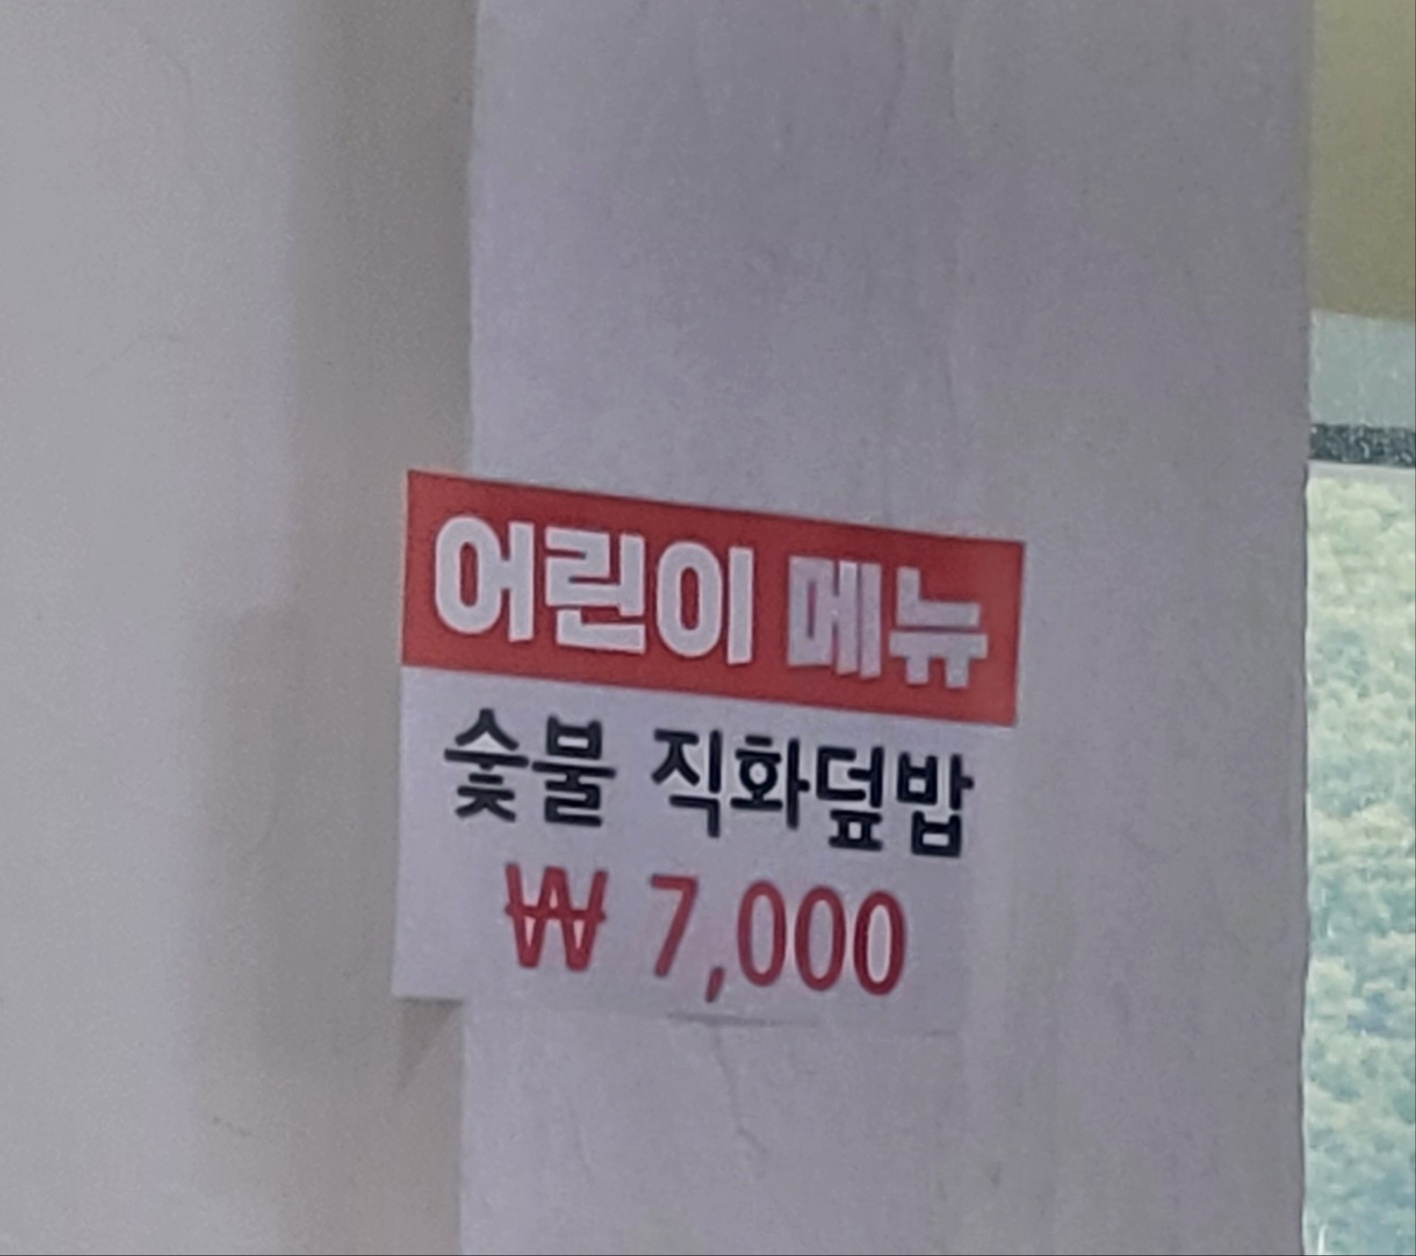 어린이 메뉴
숯불 직화덮밥
₩ 7,000